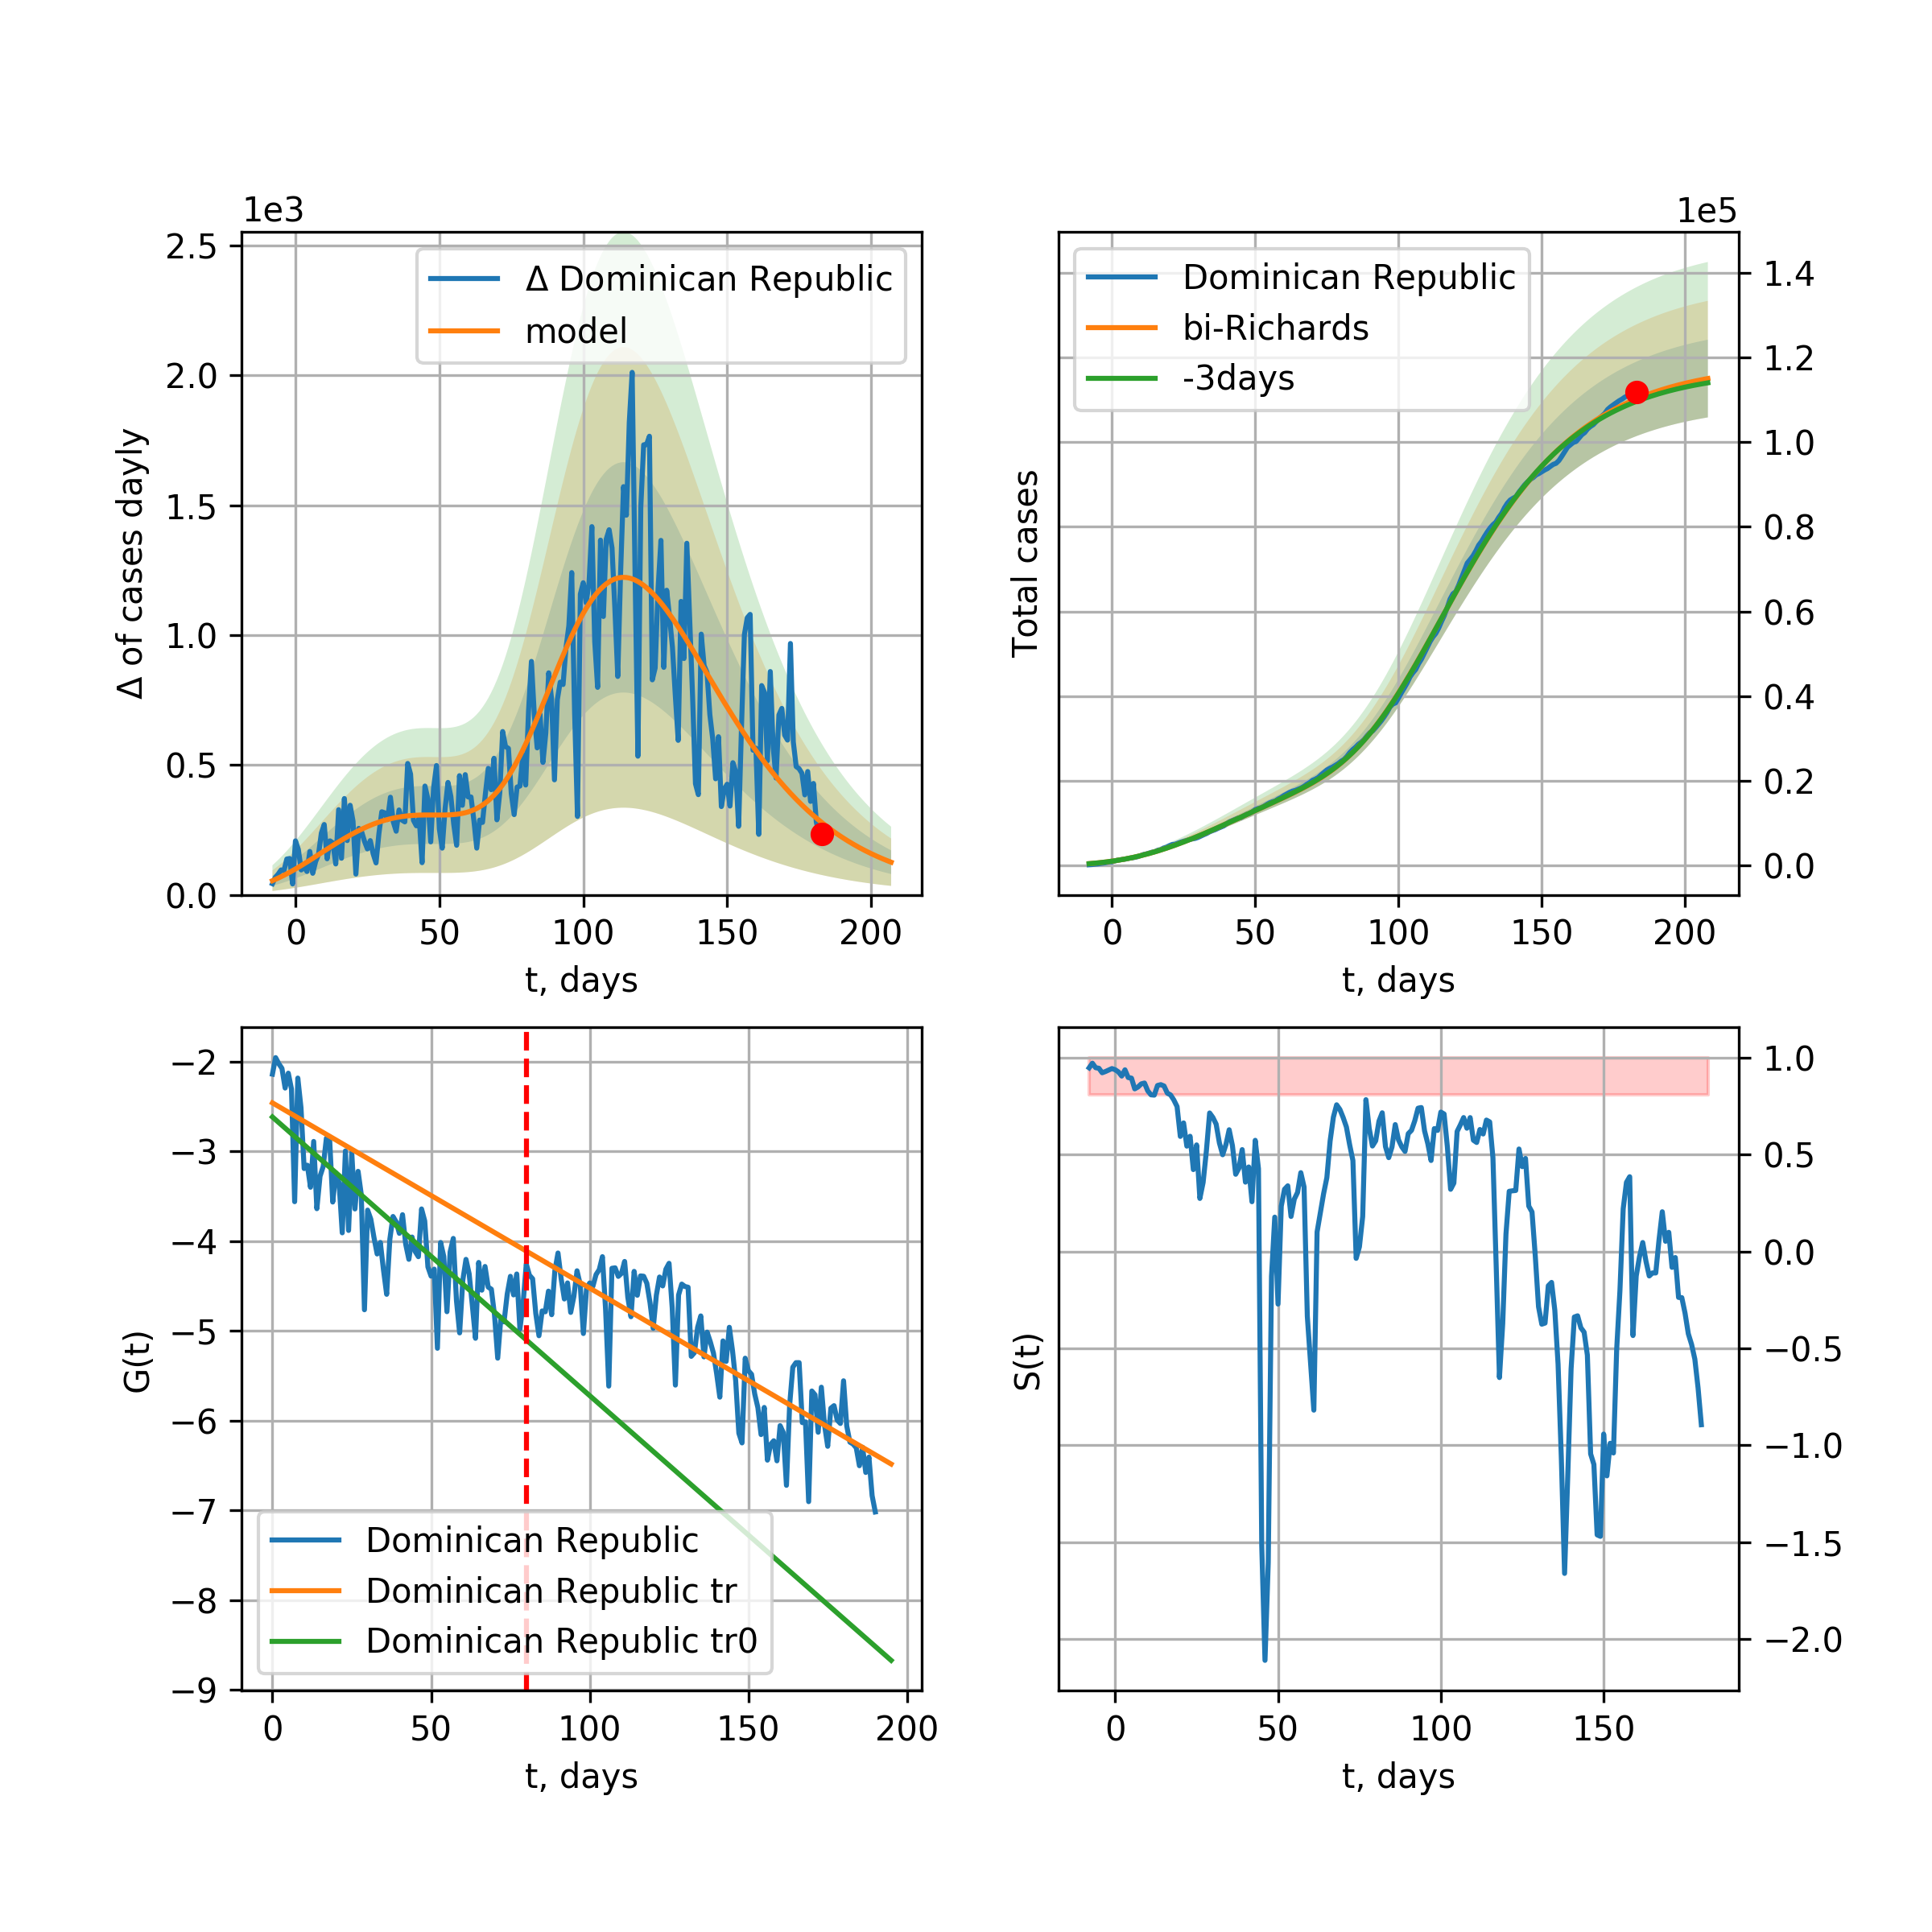 1e3
2.5
2.0
1.5
1.0
0.5
0.0
Δ of cases dayly
Δ Dominican Republic
model
0 50 100 150 200
t, days
1e5
1.4
1.2
1.0
0.8
0.6
0.4
0.2
0.0
Total cases
Dominican Republic
bi-Richards
-3days
0 50 100 150 200
t, days
−2
−3
−4
−5
−6
−7
−8
−9
G(t)
Dominican Republic
Dominican Republic tr
Dominican Republic tr0
0 50 100 150 200
t, days
1.0
0.5
0.0
−0.5
−1.0
−1.5
−2.0
S(t)
0 50 100 150
t, days